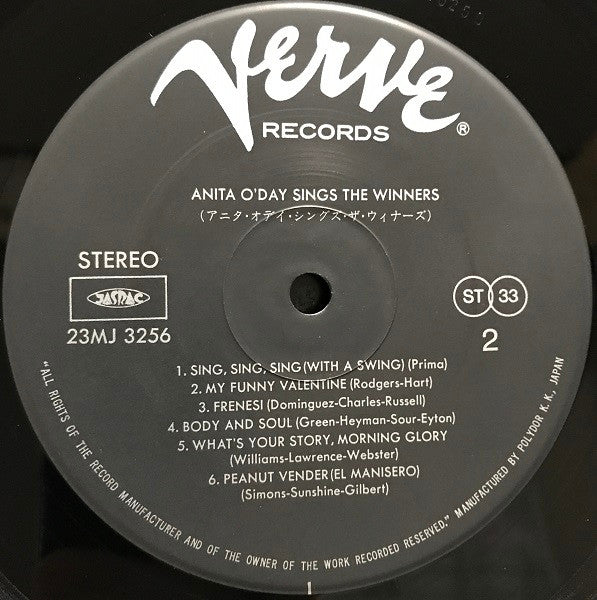 Verve
RECORDS ®
ANITA O'DAY SINGS THE WINNERS
(アニタ・オデイ・シングス・ザ・ウィナーズ)
STEREO
JASRAC
23MJ 3256
ST 33
2
1. SING, SING, SING (WITH A SWING) (Prima)
2. MY FUNNY VALENTINE (Rodgers-Hart)
3. FRENESI (Dominguez-Charles-Russell)
4. BODY AND SOUL (Green-Heyman-Sour-Eyton)
5. WHAT'S YOUR STORY, MORNING GLORY
(Williams-Lawrence-Webster)
6. PEANUT VENDER (EL MANISERO)
(Simons-Sunshine-Gilbert)
"ALL RIGHTS OF THE RECORD MANUFACTURER AND OF THE OWNER OF THE WORK RECORDED RESERVED." MANUFACTURED BY POLYDOR K. K., JAPAN
1